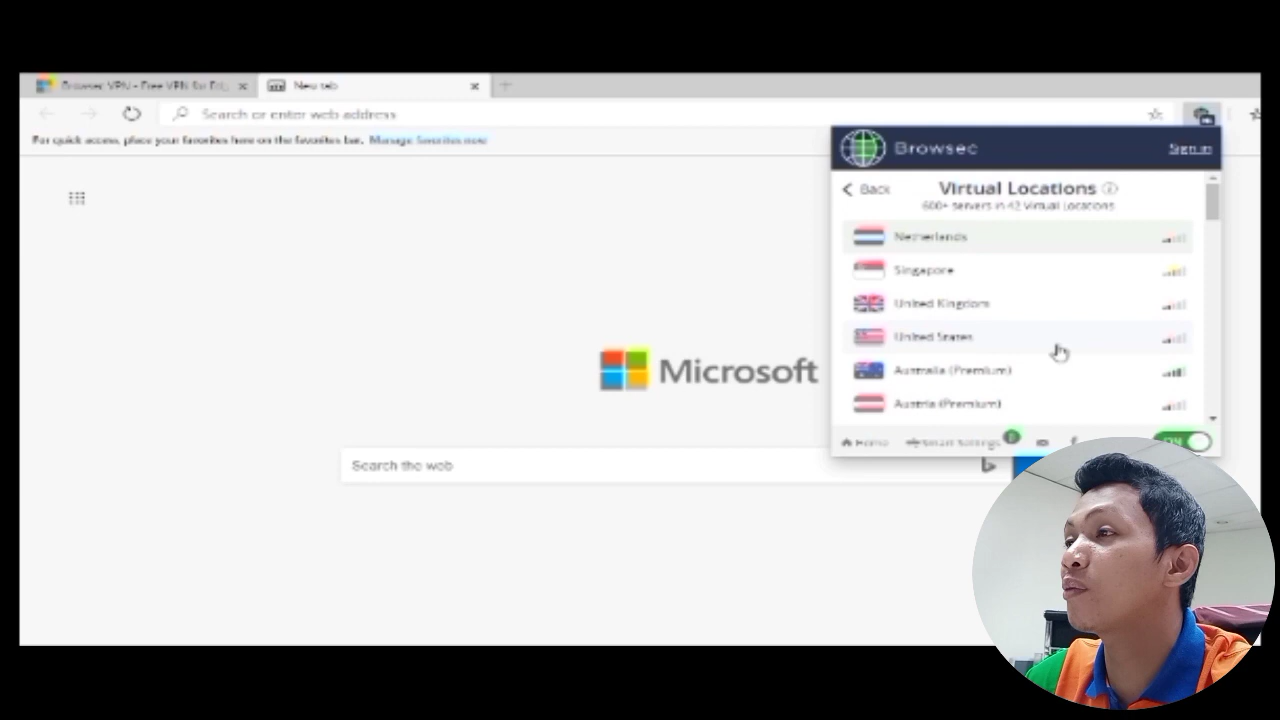 Browsec VPN - Free VPN for Edg
New tab
Search or enter web address
For quick access, place your favorites here on the favorites bar. Manage favorites now
Browsec
Sign in
Back
Virtual Locations
600+ servers in 42 Virtual Locations
Netherlands
Singapore
United Kingdom
United States
Australia (Premium)
Austria (Premium)
Home
Smart Settings
ON
Microsoft
Search the web